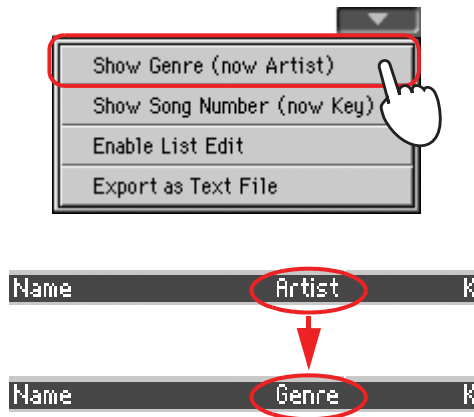 Show Genre (now Artist)
Show Song Number (now Key)
Enable List Edit
Export as Text File
Name Artist K
Name Genre K